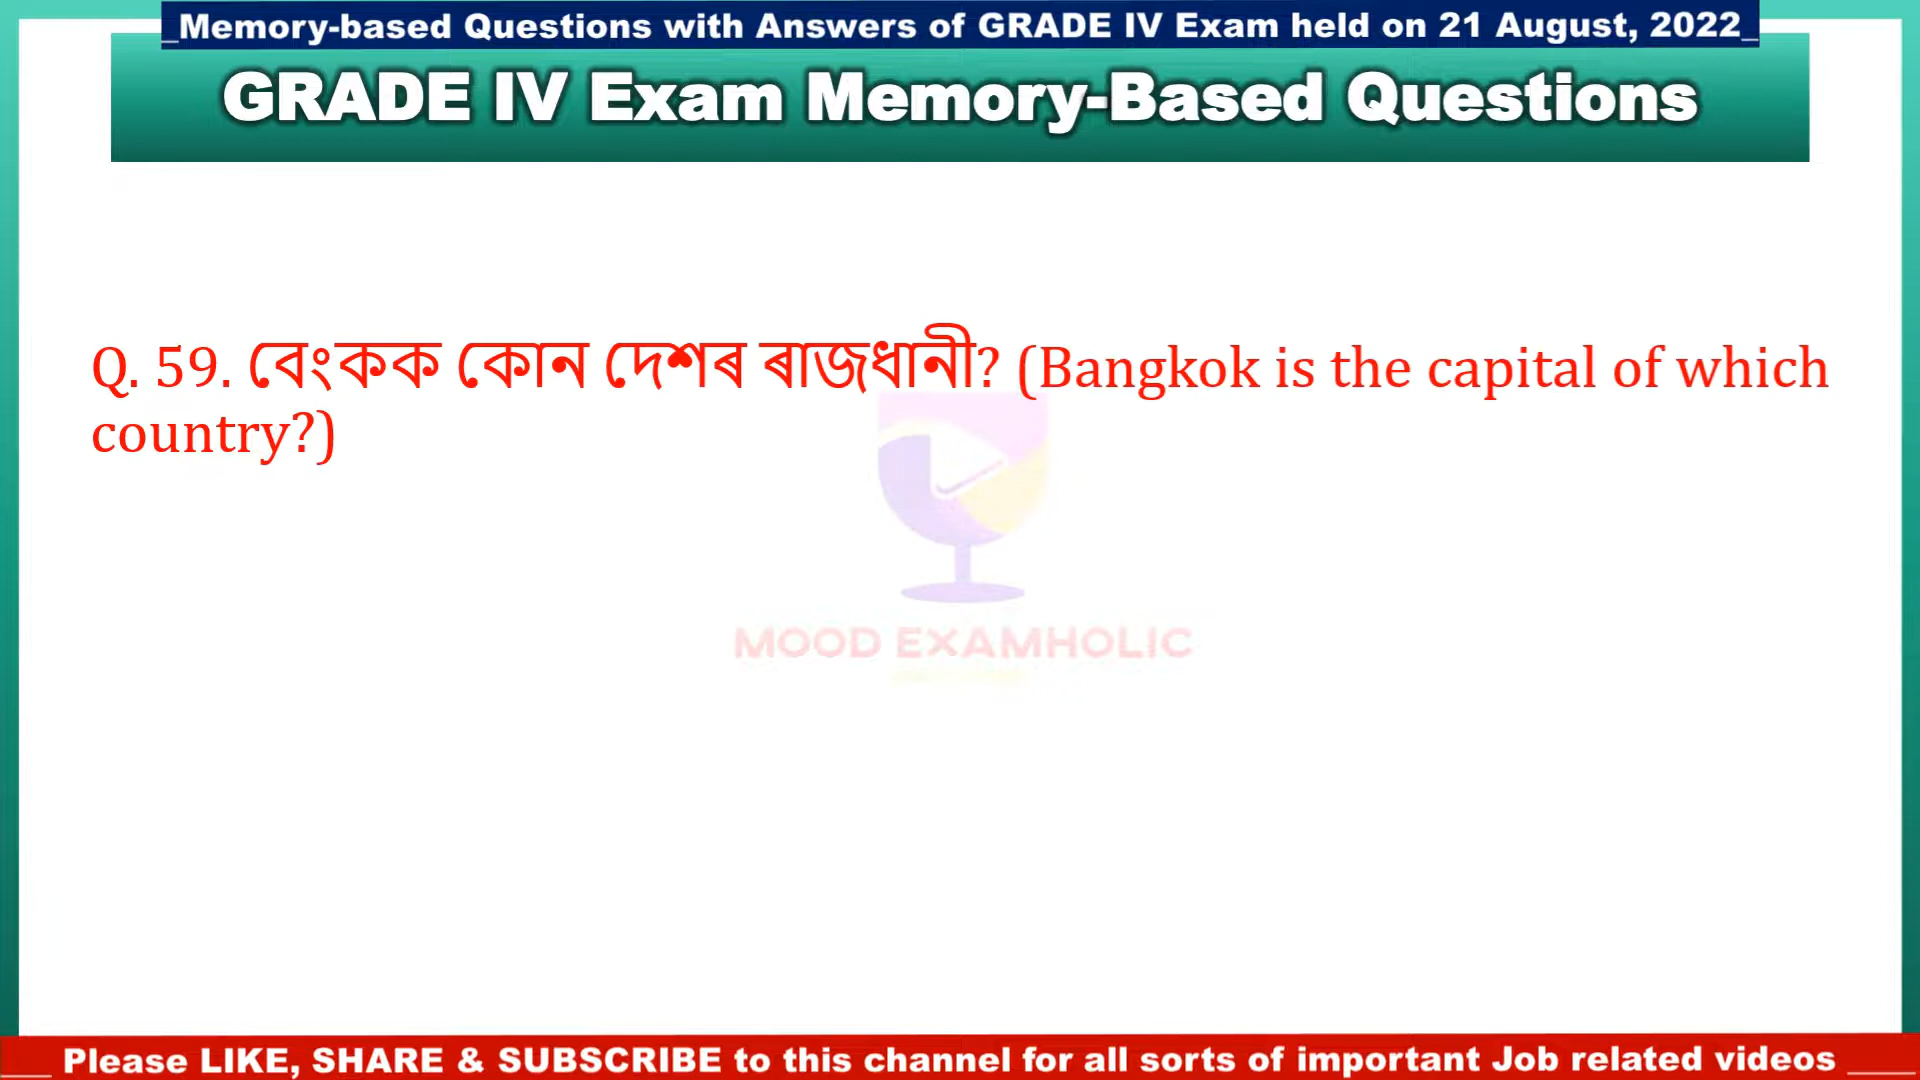 _Memory-based Questions with Answers of GRADE IV Exam held on 21 August, 2022_
GRADE IV Exam Memory-Based Questions
Q. 59. বেংকক কোন দেশৰ ৰাজধানী? (Bangkok is the capital of which
country?)
MOOD EXAMHOLIC
___ Please LIKE, SHARE & SUBSCRIBE to this channel for all sorts of important Job related videos ____